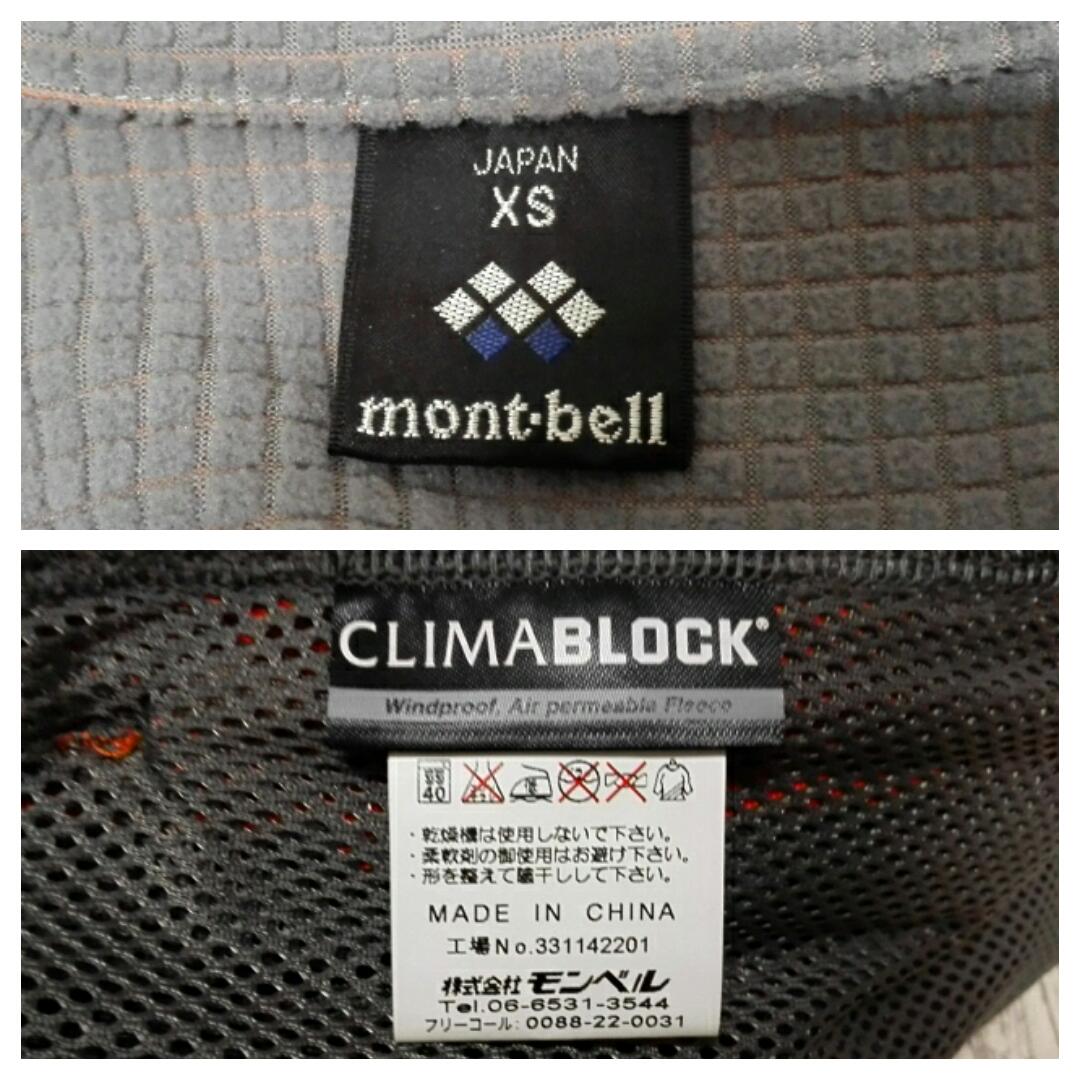 JAPAN
XS
mont·bell
CLIMABLOCK®
Windproof, Air permeable Fleece
40
・乾燥機は使用しないで下さい。
・柔軟剤の御使用はお避け下さい。
・形を整えて陰干しして下さい。
MADE IN CHINA
工場No.331142201
株式会社モンベル
Tel.06-6531-3544
フリーコール:0088-22-0031